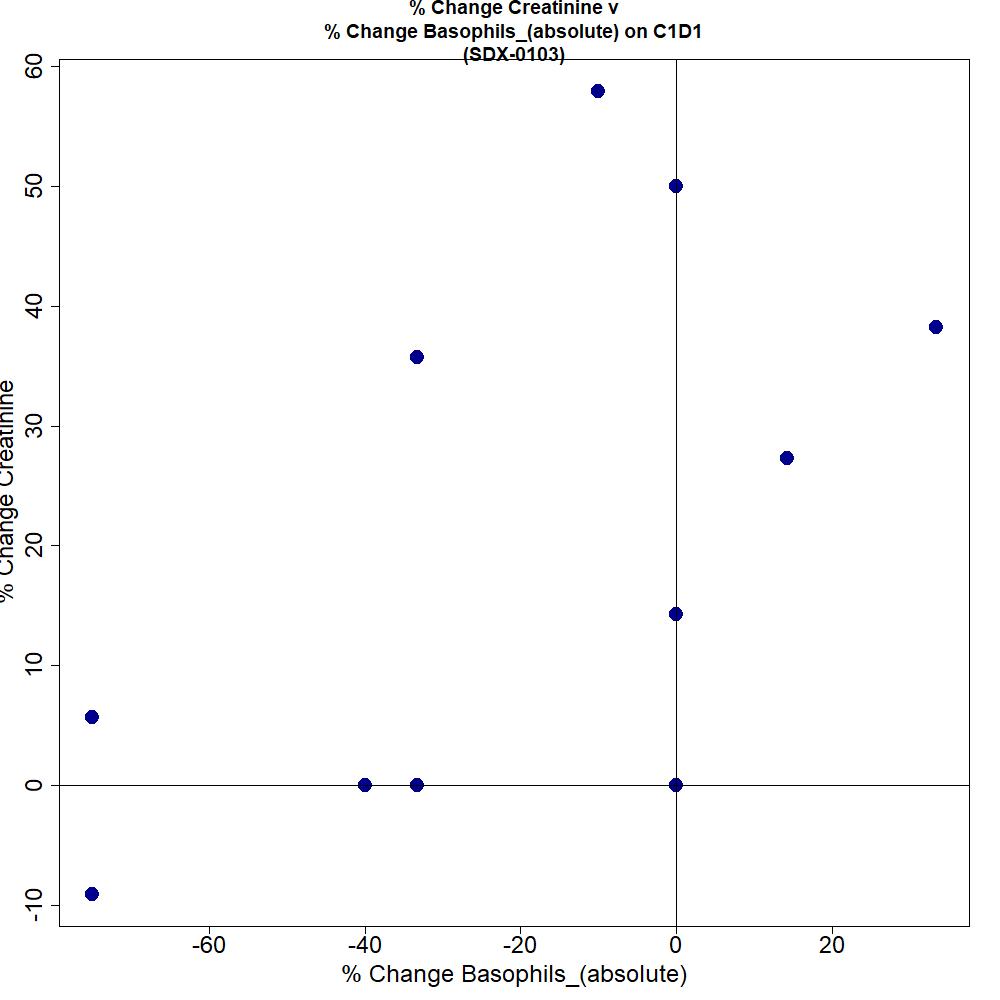 % Change Creatinine v
% Change Basophils_(absolute) on C1D1
(SDX-0103)
60
50
40
30
20
10
0
-10
% Change Creatinine
-60
-40
-20
0
20
% Change Basophils_(absolute)